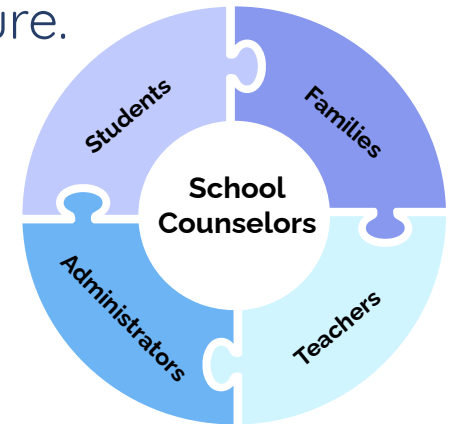 ure.
Students
Families
School
Counselors
Administrators
Teachers